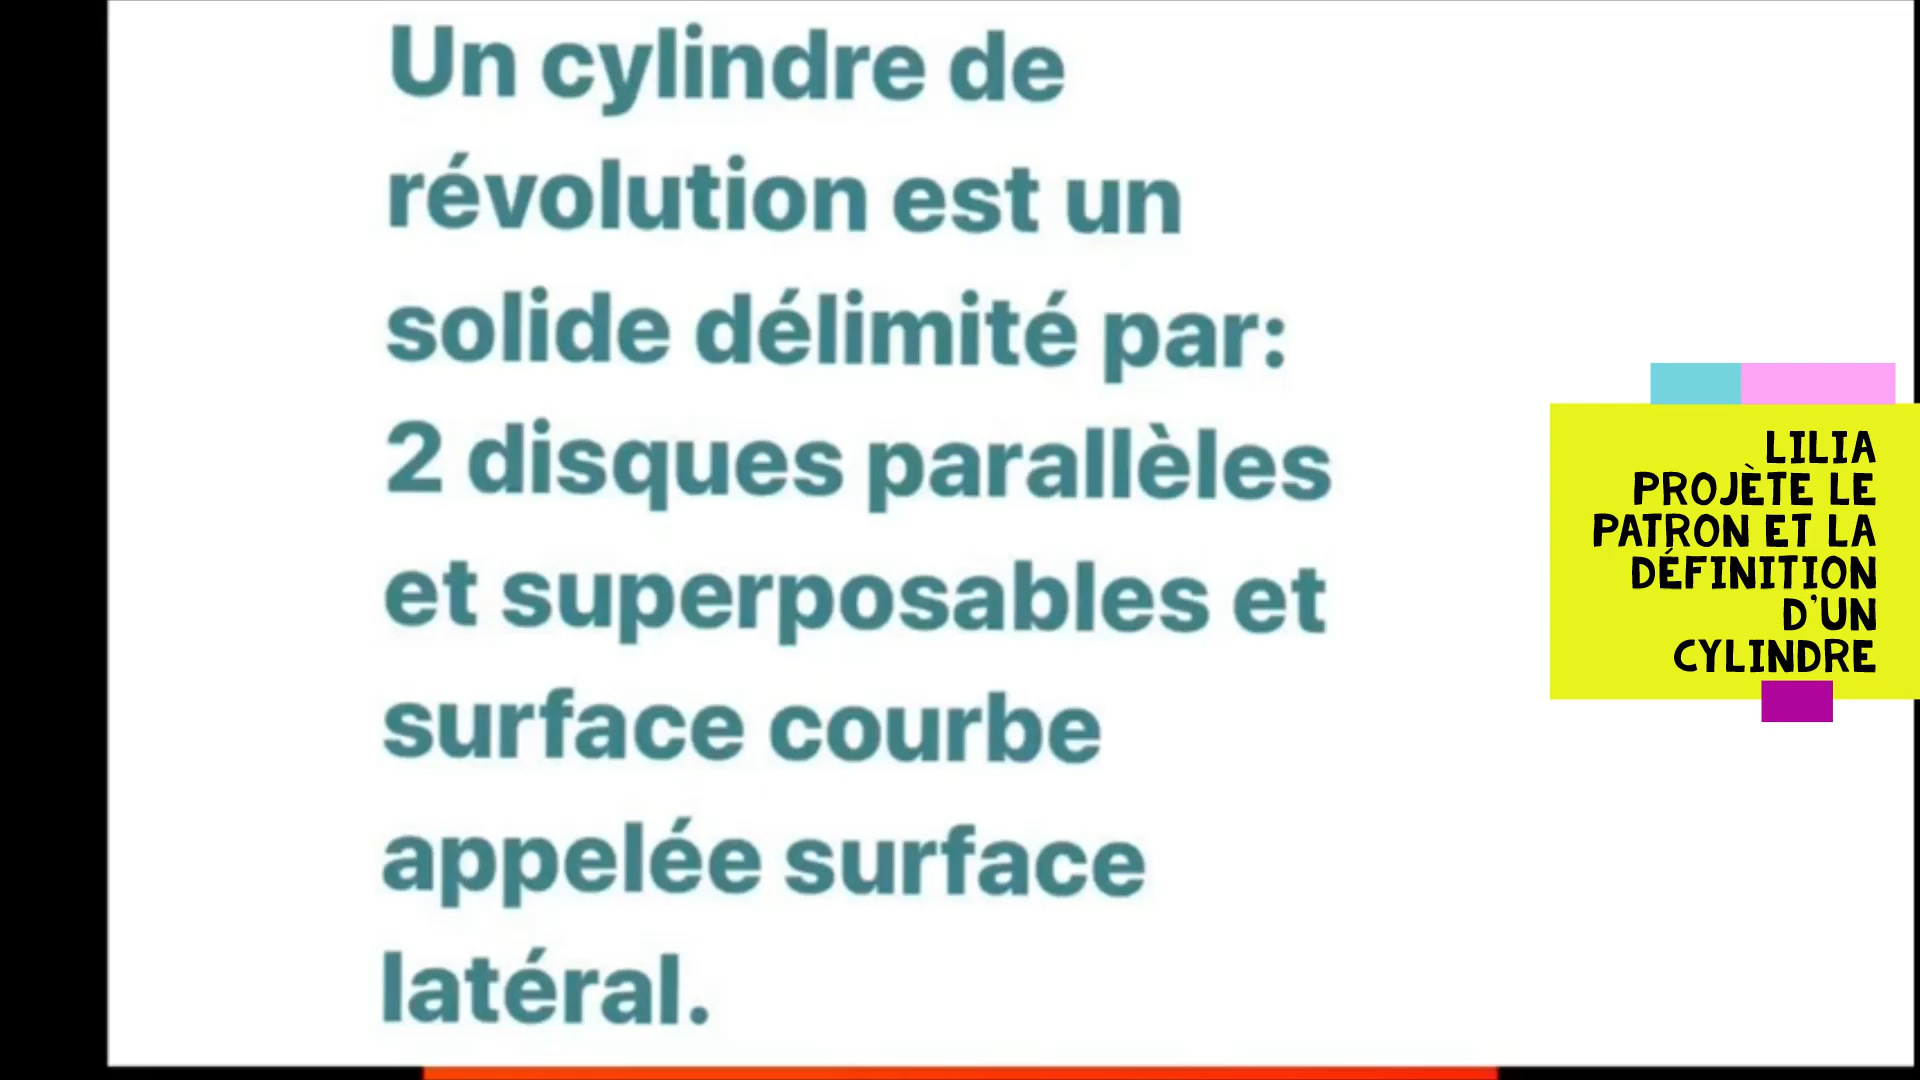 Un cylindre de
révolution est un
solide délimité par:
2 disques parallèles
et superposables et
surface courbe
appelée surface
latéral.
LILIA
PROJÈTE LE
PATRON ET LA
DÉFINITION
D'UN
CYLINDRE